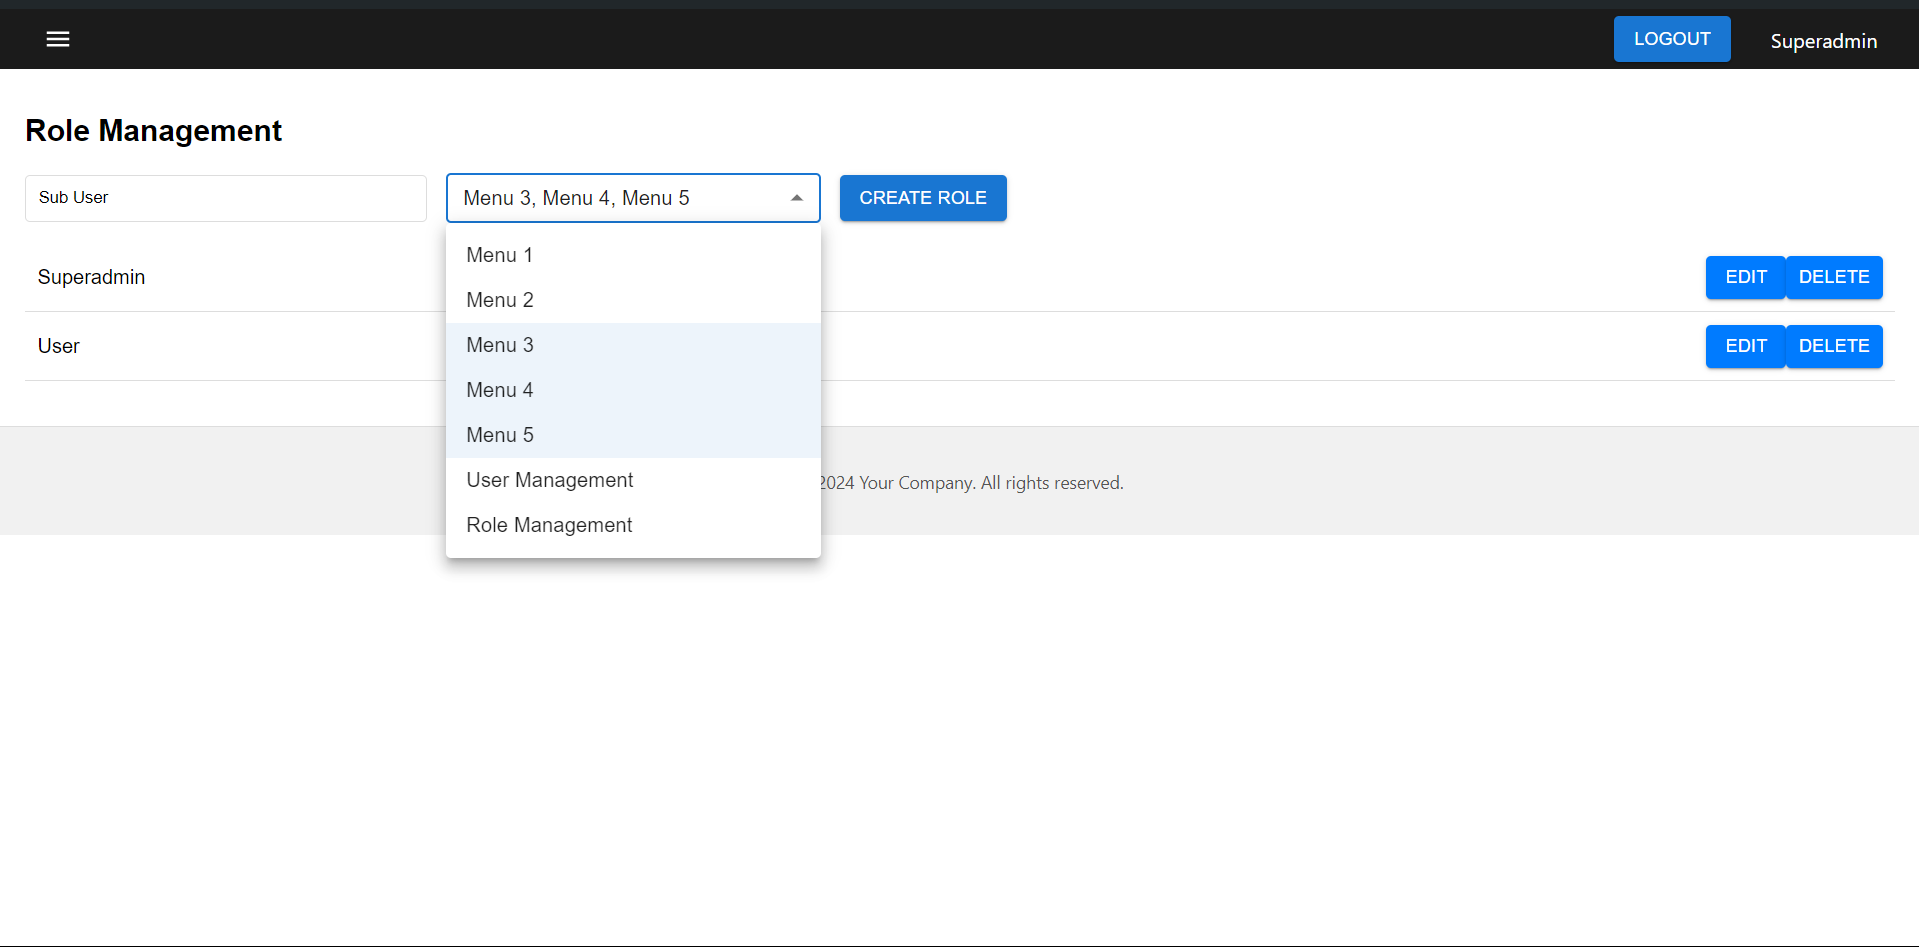 LOGOUT
Superadmin
Role Management
Sub User
Menu 3, Menu 4, Menu 5
CREATE ROLE
Menu 1
Menu 2
Menu 3
Menu 4
Menu 5
User Management
Role Management
Superadmin
EDIT
DELETE
User
EDIT
DELETE
2024 Your Company. All rights reserved.